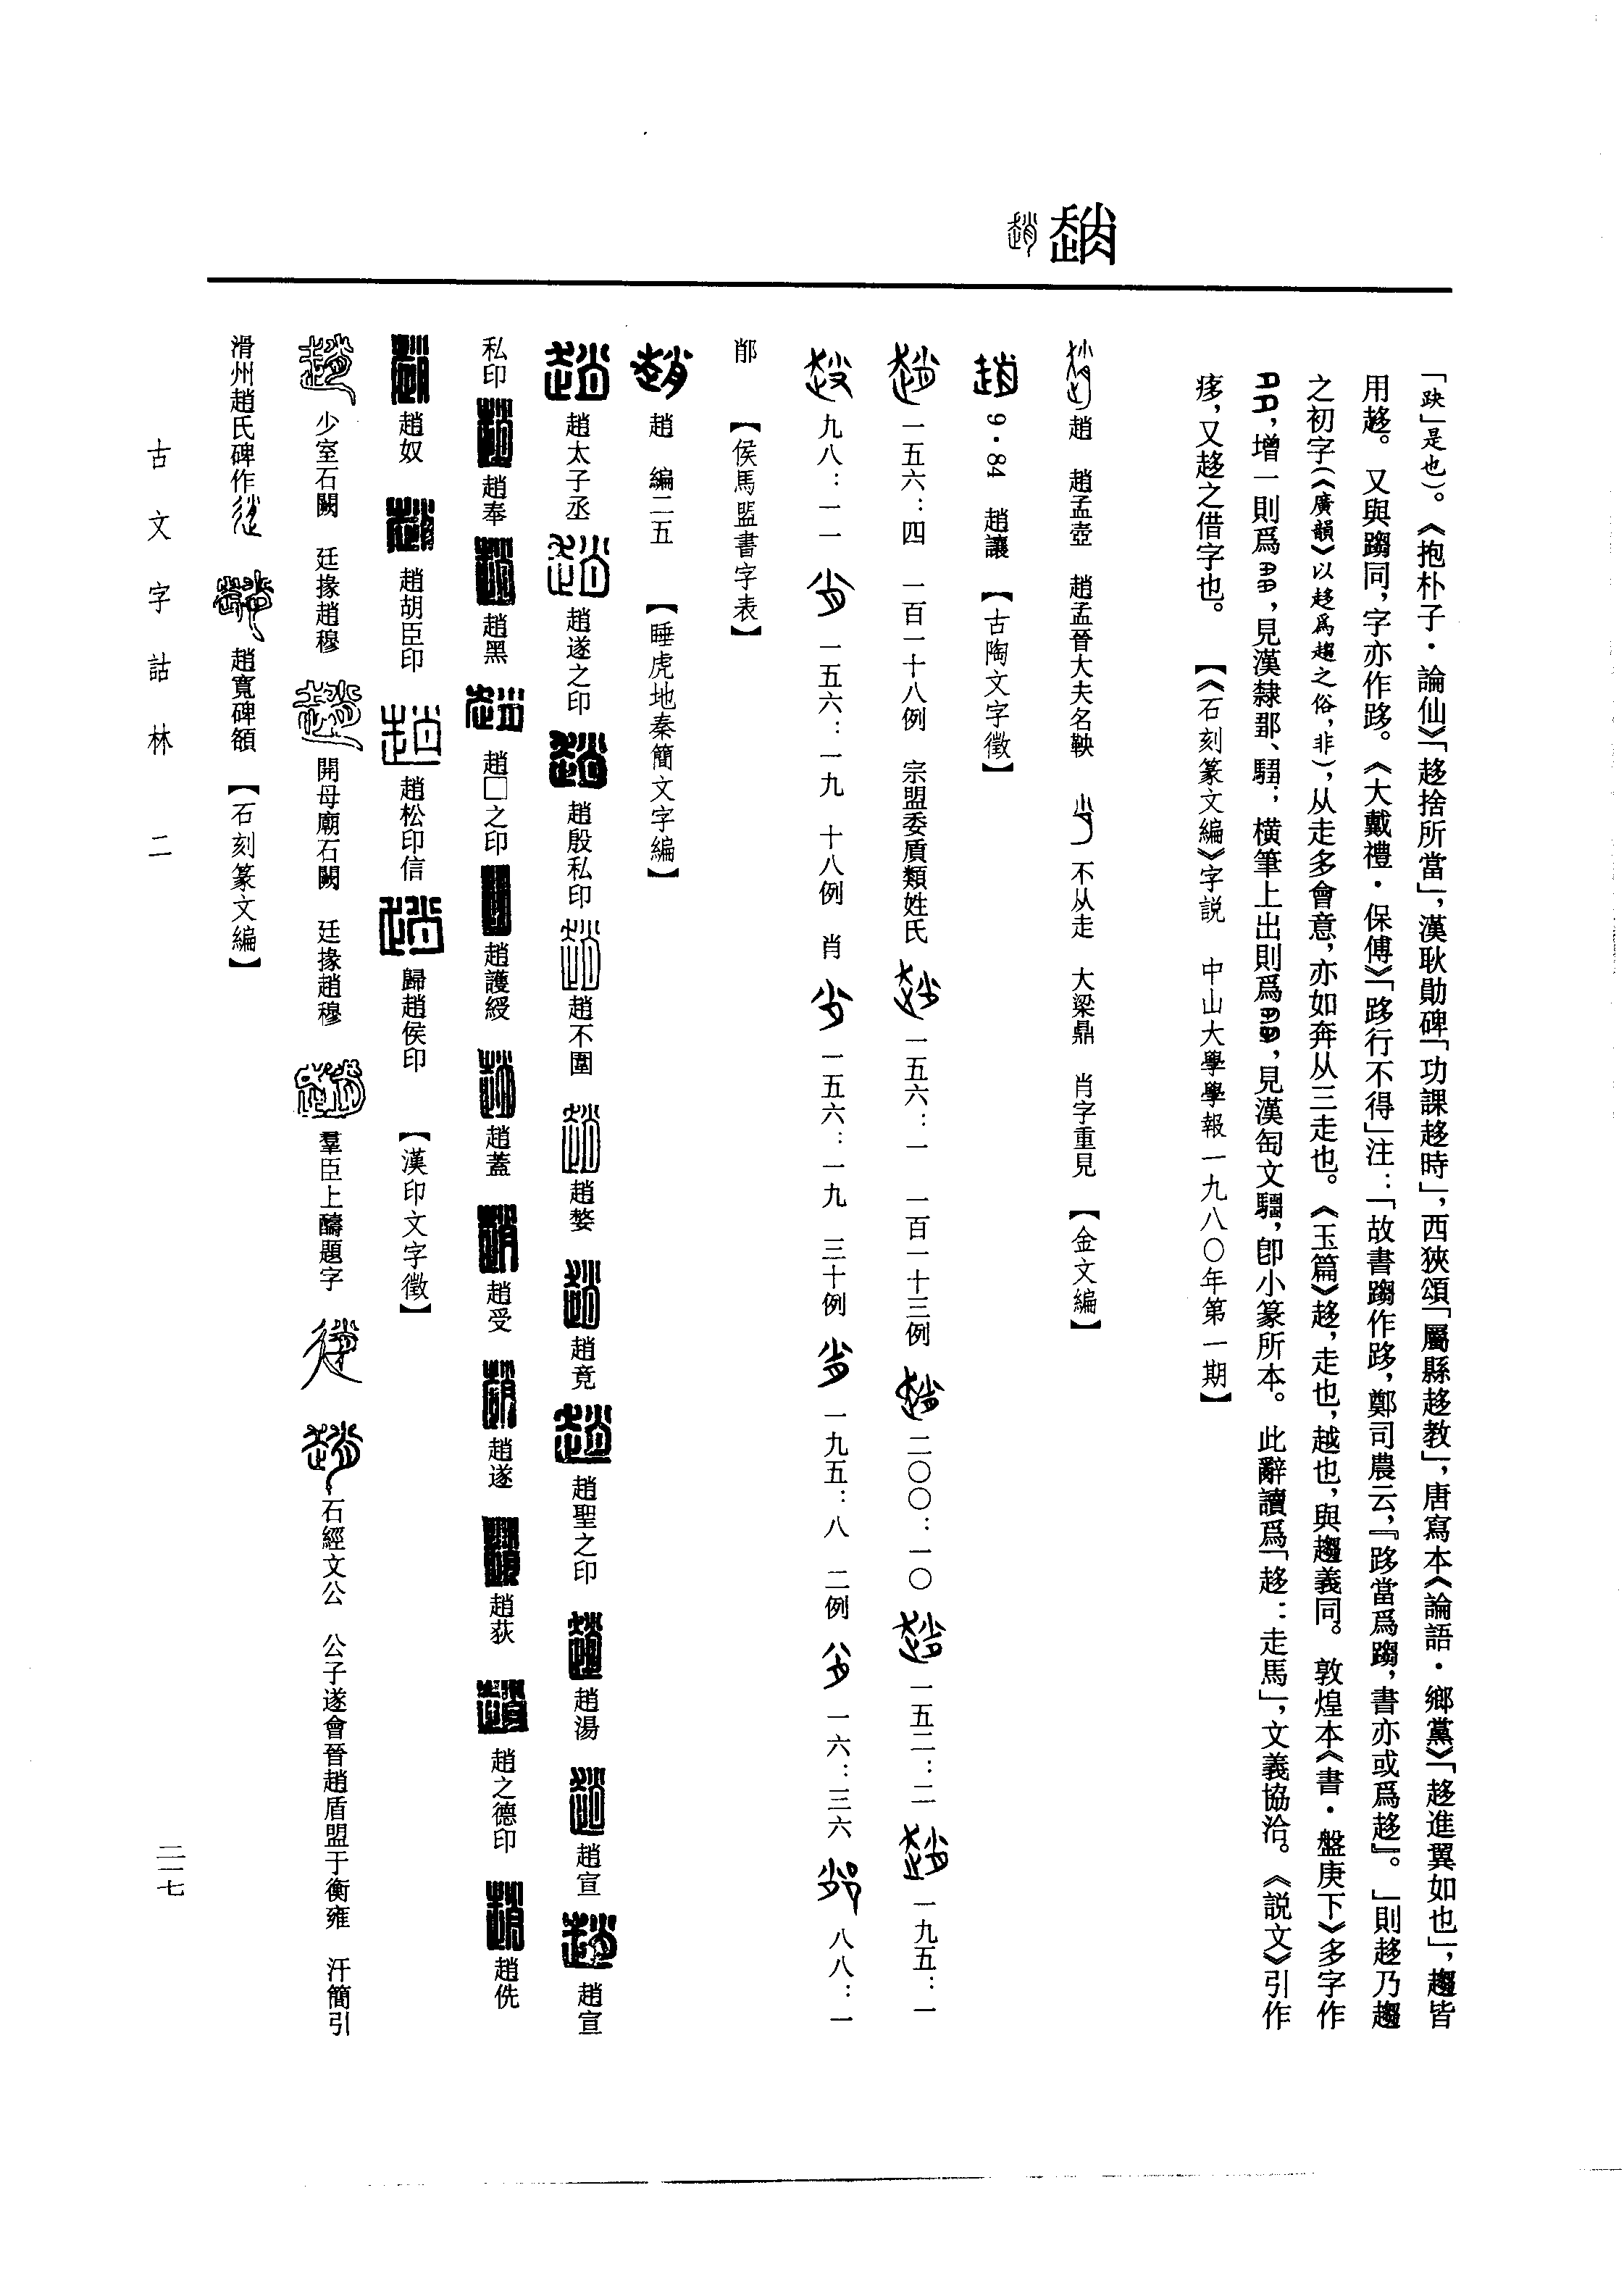 趙
「趹」是也）。《抱朴子·論仙》「趍捨所當」，漢耿勛碑「功課趍時」，西狹頌「屬縣趍教」，唐寫本《論語·鄉黨》「趍進翼如也」，趨皆
用趍。又與躕同，字亦作跢。《大戴禮·保傅》「跢行不得」注：「故書作跢，鄭司農云，『跢當爲，書亦或爲趍』。」則趍乃趨
之初字（《廣韻》以趍爲趨之俗，非），从走多會意，亦如奔从三走也。《玉篇》趍，走也，越也，與趨義同。敦煌本《書·盤庚下》多字作
，增一則爲，見漢隸、；橫筆上出則爲，見漢匋文，卽小篆所本。此辭讀爲「趍：走馬」，文義協洽。《説文》引作
㢋，又趍之借字也。　【《石刻篆文編》字説　中山大學學報一九八〇年第一期】
趙　趙孟壺　趙孟晉大夫名鞅　不从走　大梁鼎　肖字重見　【金文編】
9·84　趙讓　【古陶文字徵】
一五六：四　一百一十八例　宗盟委質類姓氏　一五六：一　一百一十三例　二〇〇：一〇　一五二：二　一九五：一
九八：一一　一五六：一九　十八例　肖　一五六：一九　三十例　一九五：八　二例　一六：三六　八八：一
郥　【侯馬盟書字表】
趙　編二五　【睡虎地秦簡文字編】
趙太子丞　趙遂之印　趙殷私印　趙不圍　趙婺　趙竟　趙聖之印　趙湯　趙宣　趙宣
私印　趙奉　趙黑　趙□之印　趙護綬　趙蓋　趙受　趙遂　趙荻　趙之德印　趙侁
趙奴　趙胡臣印　趙松印信　歸趙侯印　【漢印文字徵】
少室石闕　廷掾趙穆　開母廟石闕　廷掾趙穆　羣臣上醻題字　石經文公　公子遂會晉趙盾盟于衡雍　汗簡引
滑州趙氏碑作　趙寬碑額　【石刻篆文編】
古文字詁林　二
二一七